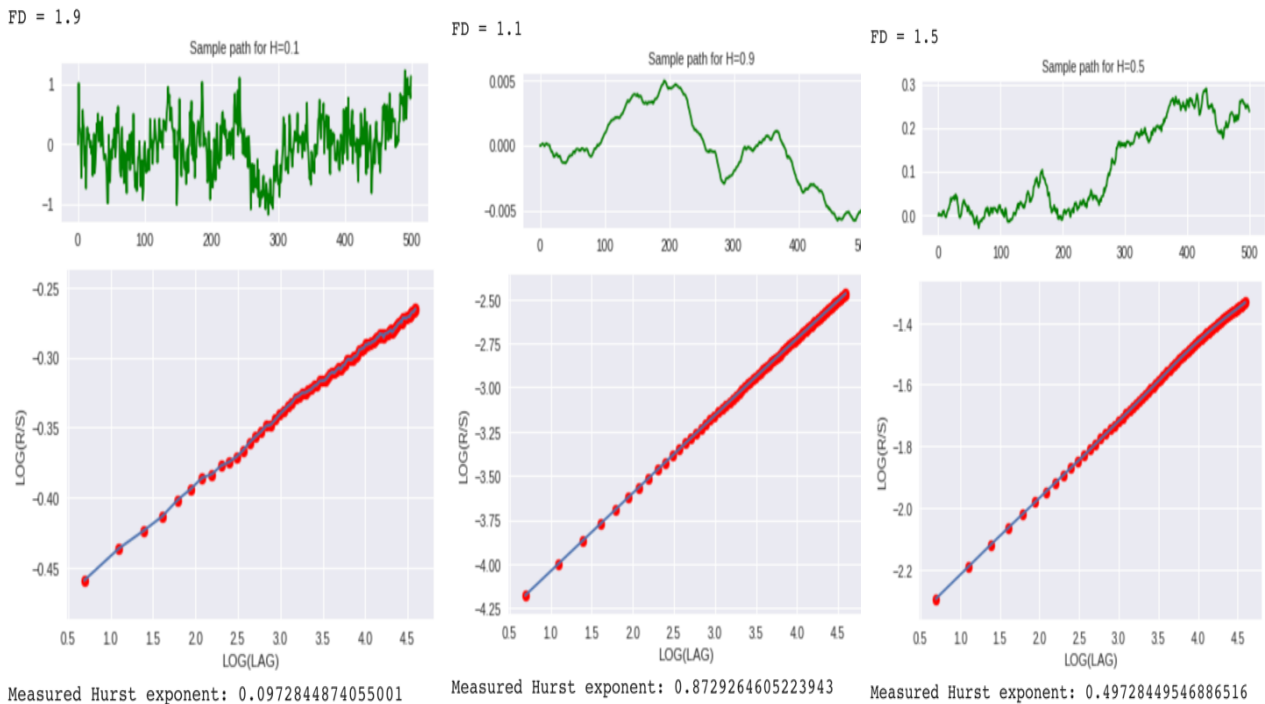 FD = 1.9
Sample path for H=0.1
1
0
−1
0 100 200 300 400 500
−0.25
−0.30
−0.35
−0.40
−0.45
LOG(R/S)
0.5 1.0 1.5 2.0 2.5 3.0 3.5 4.0 4.5
LOG(LAG)
Measured Hurst exponent: 0.0972844874055001
FD = 1.1
Sample path for H=0.9
0.005
0.000
−0.005
0 100 200 300 400 5
−2.50
−2.75
−3.00
−3.25
−3.50
−3.75
−4.00
−4.25
LOG(R/S)
0.5 1.0 1.5 2.0 2.5 3.0 3.5 4.0 4.5
LOG(LAG)
Measured Hurst exponent: 0.8729264605223943
FD = 1.5
Sample path for H=0.5
0.3
0.2
0.1
0.0
0 100 200 300 400 500
−1.4
−1.6
−1.8
−2.0
−2.2
LOG(R/S)
0.5 1.0 1.5 2.0 2.5 3.0 3.5 4.0 4.5
LOG(LAG)
Measured Hurst exponent: 0.49728449546886516